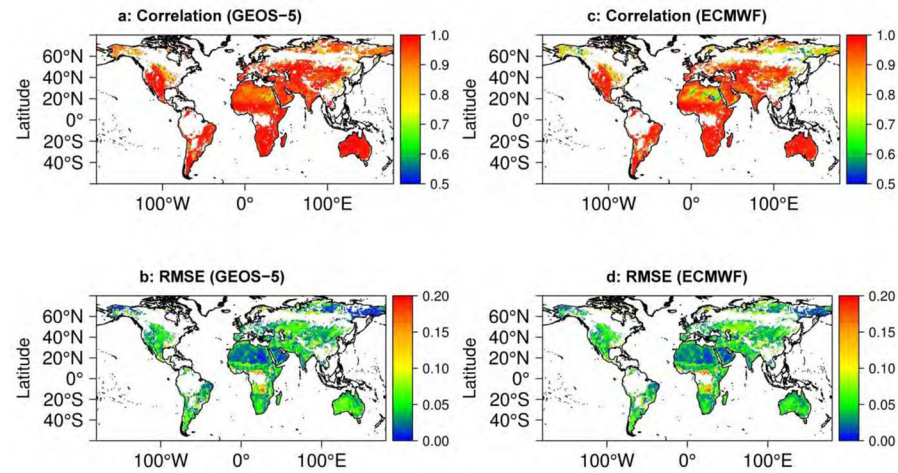 a: Correlation (GEOS−5)
Latitude
60°N
40°N
20°N
0°
20°S
40°S
100°W 0° 100°E
1.0
0.9
0.8
0.7
0.6
0.5
c: Correlation (ECMWF)
Latitude
60°N
40°N
20°N
0°
20°S
40°S
100°W 0° 100°E
1.0
0.9
0.8
0.7
0.6
0.5
b: RMSE (GEOS−5)
Latitude
60°N
40°N
20°N
0°
20°S
40°S
100°W 0° 100°E
0.20
0.15
0.10
0.05
0.00
d: RMSE (ECMWF)
Latitude
60°N
40°N
20°N
0°
20°S
40°S
100°W 0° 100°E
0.20
0.15
0.10
0.05
0.00